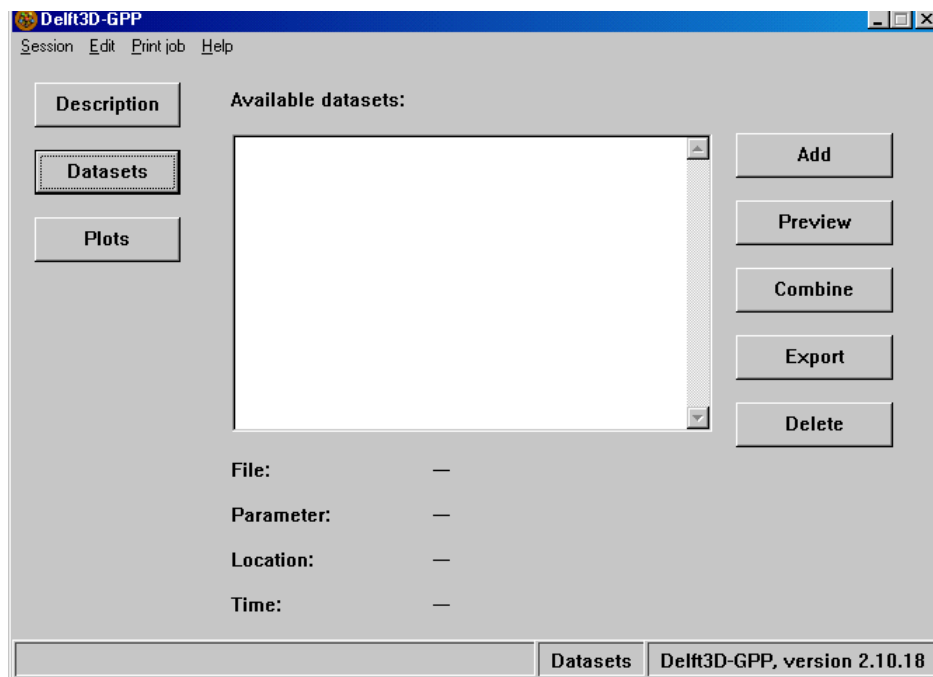 Delft3D-GPP
Session Edit Print job Help
Description
Datasets
Plots
Available datasets:
Add
Preview
Combine
Export
Delete
File: —
Parameter: —
Location: —
Time: —
Datasets Delft3D-GPP, version 2.10.18